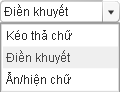 Điền khuyết
Kéo thả chữ
Điền khuyết
Ẩn/hiện chữ